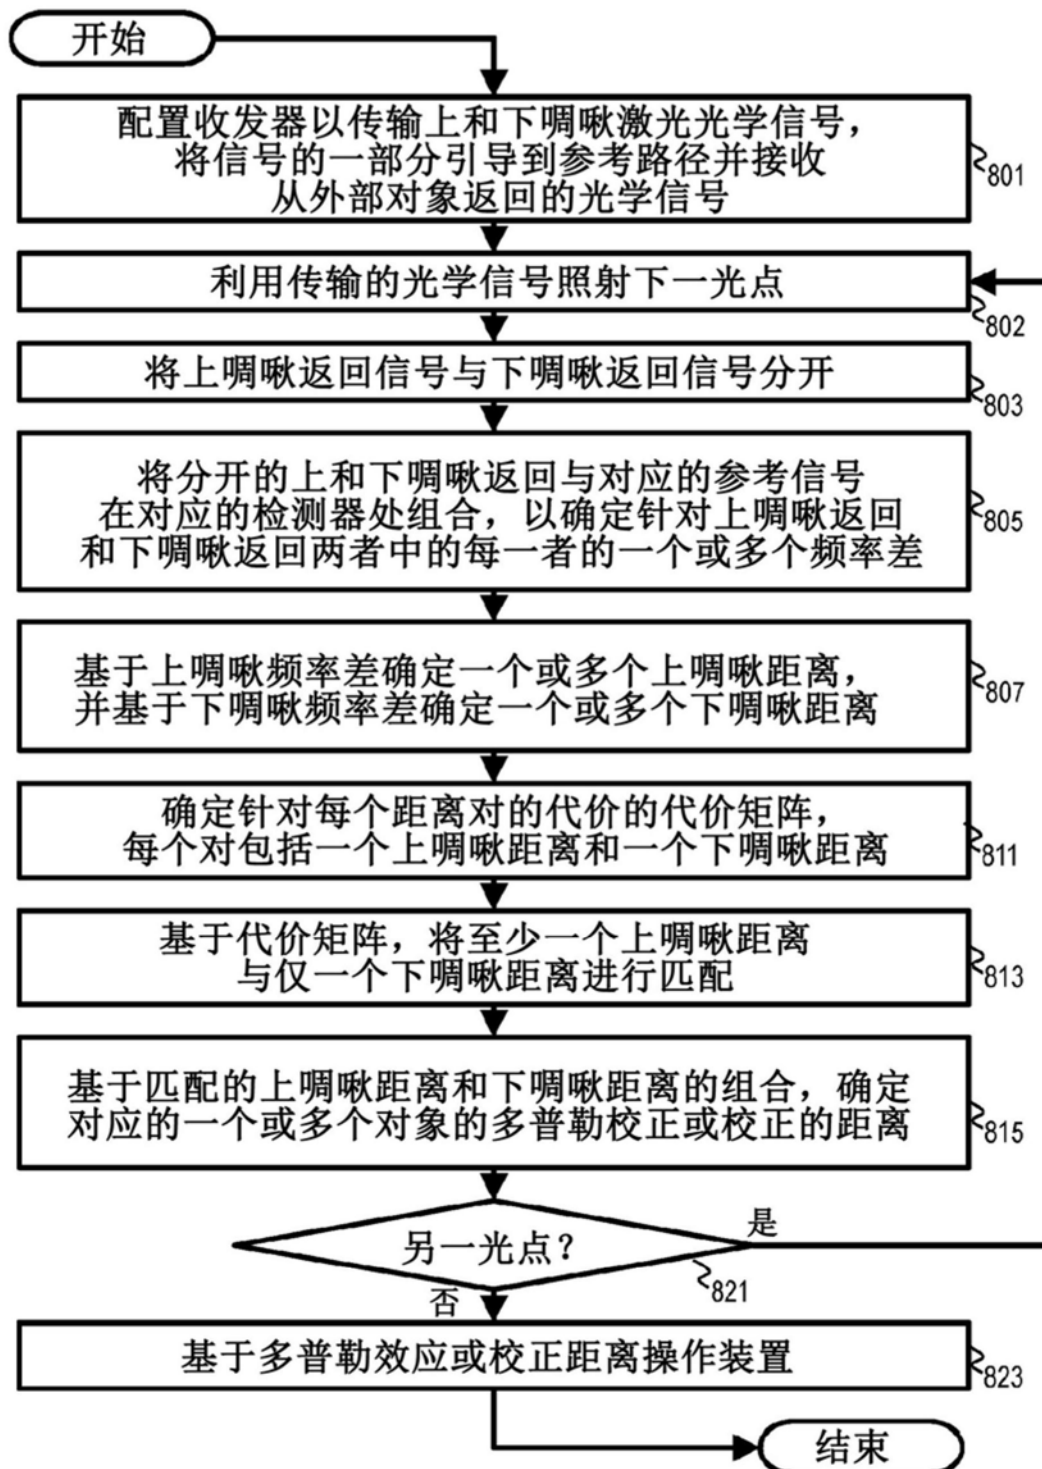 开始
配置收发器以传输上和下啁啾激光光学信号，
将信号的一部分引导到参考路径并接收
从外部对象返回的光学信号
801
利用传输的光学信号照射下一光点
802
将上啁啾返回信号与下啁啾返回信号分开
803
将分开的上和下啁啾返回与对应的参考信号
在对应的检测器处组合，以确定针对上啁啾返回
和下啁啾返回两者中的每一者的一个或多个频率差
805
基于上啁啾频率差确定一个或多个上啁啾距离，
并基于下啁啾频率差确定一个或多个下啁啾距离
807
确定针对每个距离对的代价的代价矩阵，
每个对包括一个上啁啾距离和一个下啁啾距离
811
基于代价矩阵，将至少一个上啁啾距离
与仅一个下啁啾距离进行匹配
813
基于匹配的上啁啾距离和下啁啾距离的组合，确定
对应的一个或多个对象的多普勒校正或校正的距离
815
另一光点？
是
821
否
基于多普勒效应或校正距离操作装置
823
结束